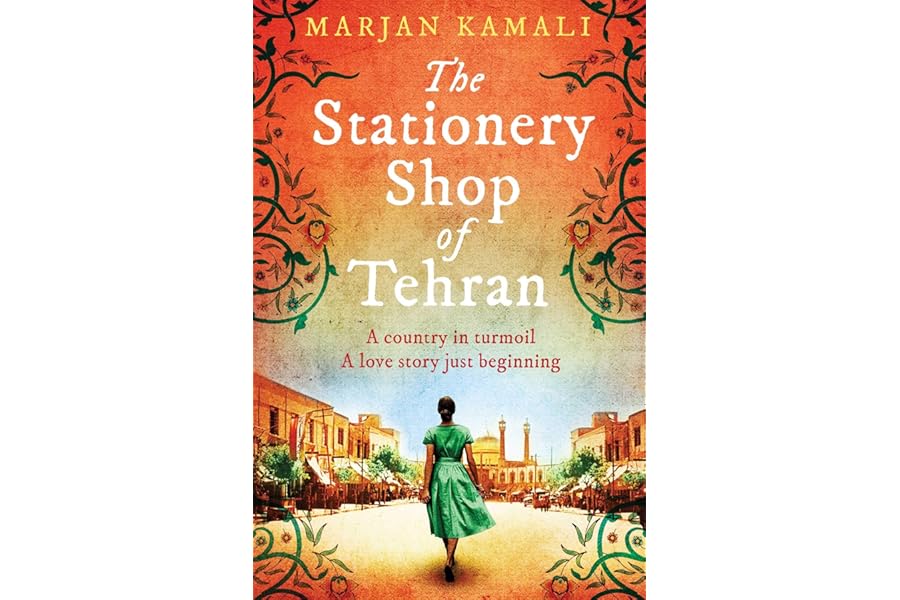 MARJAN KAMALI
The
Stationery
Shop
of
Tehran
A country in turmoil
A love story just beginning